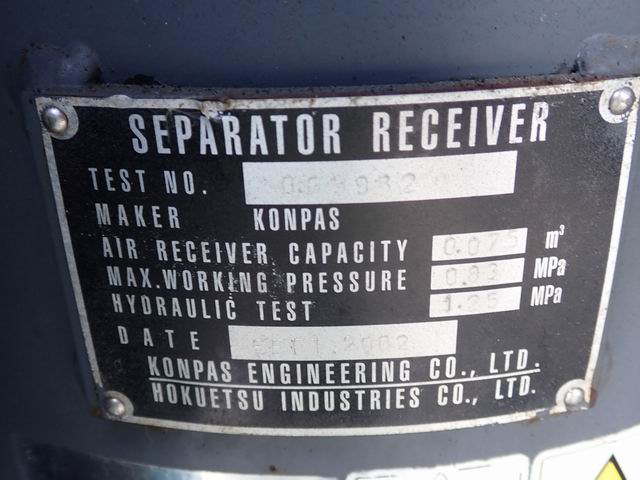 SEPARATOR RECEIVER
TEST NO.
MAKER KONPAS
AIR RECEIVER CAPACITY 0.075 m³
MAX.WORKING PRESSURE 0.83 MPa
HYDRAULIC TEST 1.25 MPa
DATE 2002
KONPAS ENGINEERING CO., LTD.
HOKUETSU INDUSTRIES CO., LTD.